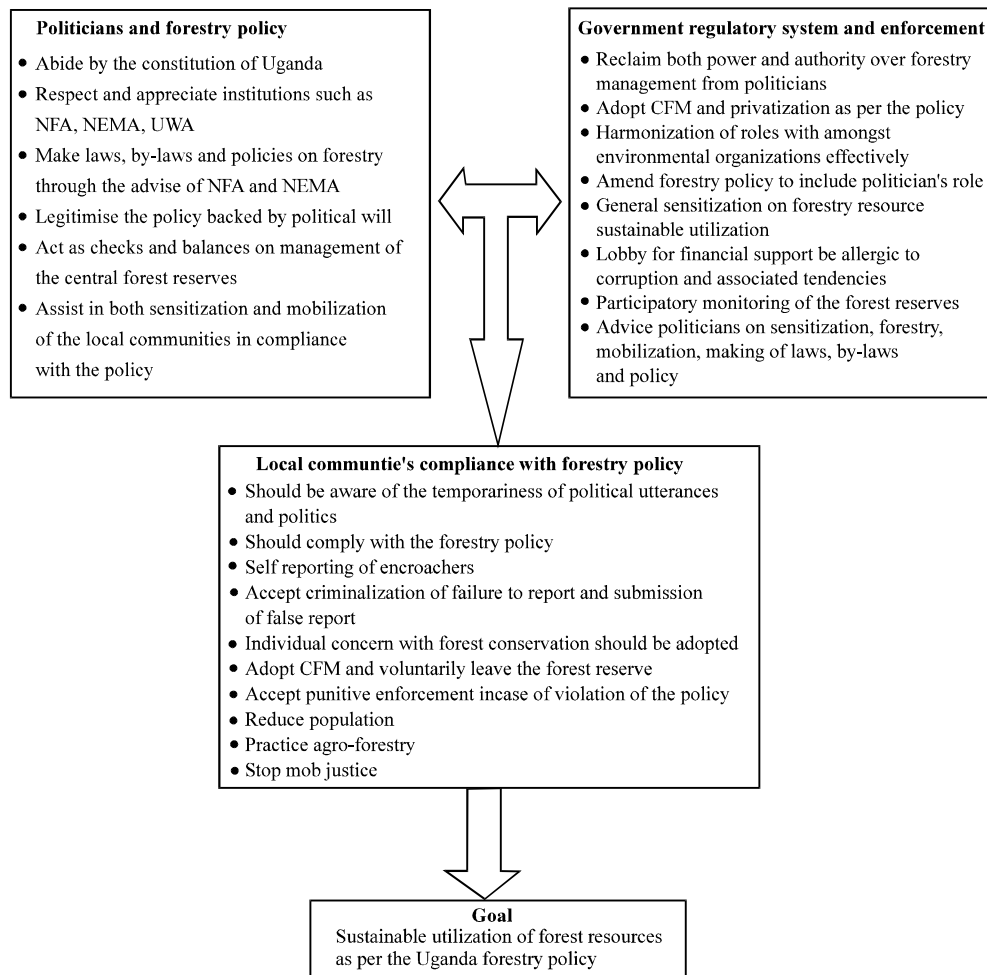 Politicians and forestry policy
• Abide by the constitution of Uganda
• Respect and appreciate institutions such as
NFA, NEMA, UWA
• Make laws, by-laws and policies on forestry
through the advise of NFA and NEMA
• Legitimise the policy backed by political will
• Act as checks and balances on management of
the central forest reserves
• Assist in both sensitization and mobilization
of the local communities in compliance
with the policy
Government regulatory system and enforcement
• Reclaim both power and authority over forestry
management from politicians
• Adopt CFM and privatization as per the policy
• Harmonization of roles with amongst
environmental organizations effectively
• Amend forestry policy to include politician's role
• General sensitization on forestry resource
sustainable utilization
• Lobby for financial support be allergic to
corruption and associated tendencies
• Participatory monitoring of the forest reserves
• Advice politicians on sensitization, forestry,
mobilization, making of laws, by-laws
and policy
Local communtie's compliance with forestry policy
• Should be aware of the temporariness of political utterances
and politics
• Should comply with the forestry policy
• Self reporting of encroachers
• Accept criminalization of failure to report and submission
of false report
• Individual concern with forest conservation should be adopted
• Adopt CFM and voluntarily leave the forest reserve
• Accept punitive enforcement incase of violation of the policy
• Reduce population
• Practice agro-forestry
• Stop mob justice
Goal
Sustainable utilization of forest resources
as per the Uganda forestry policy